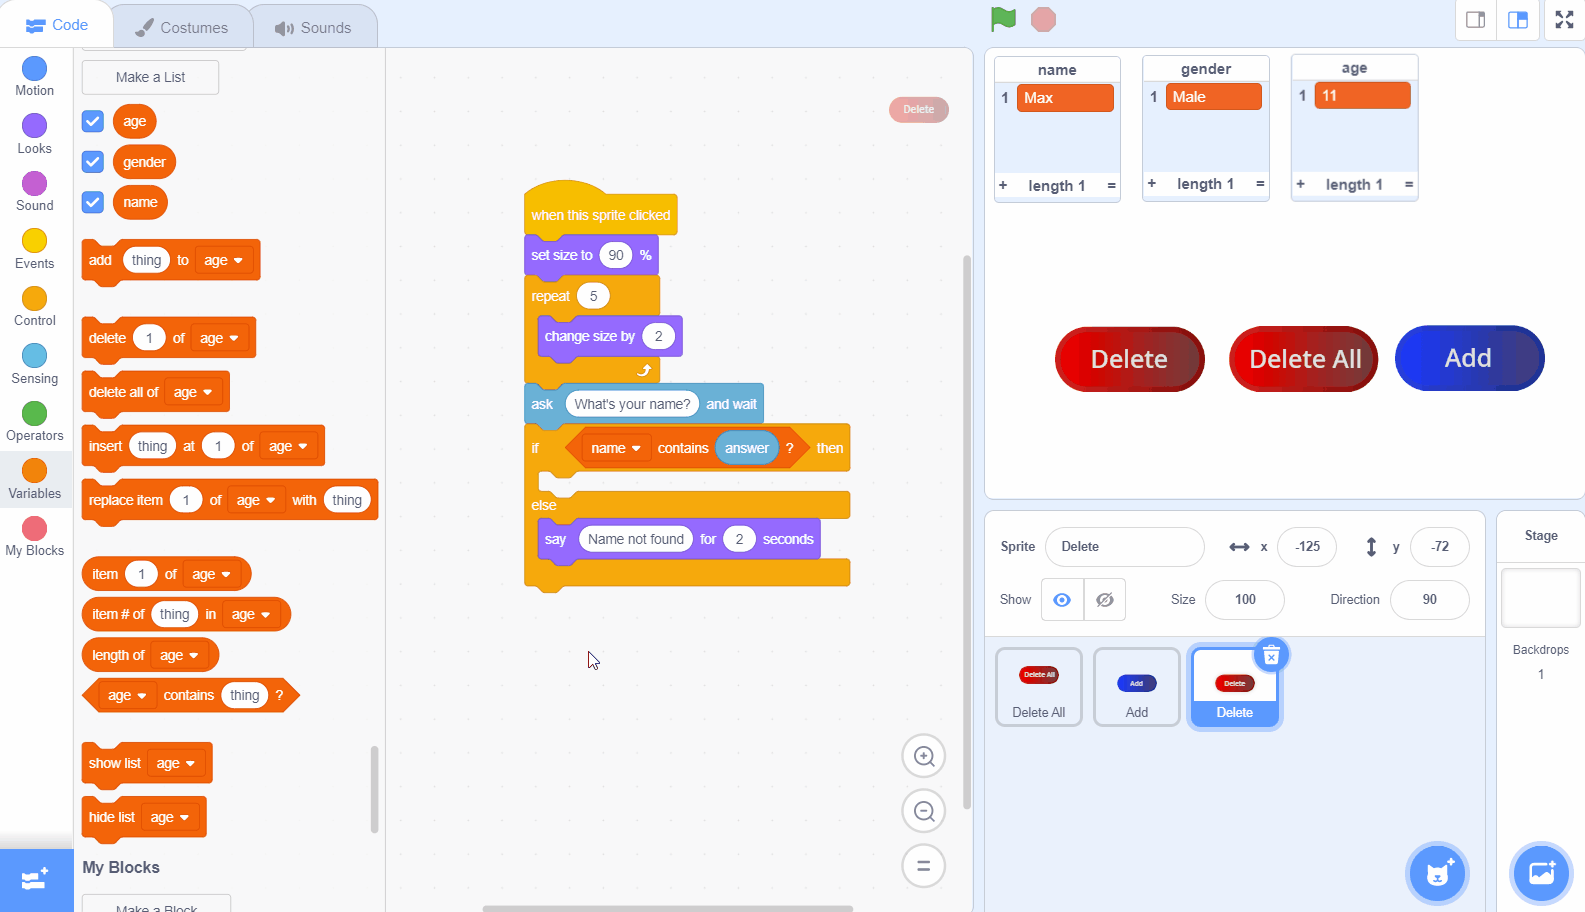 Code
Costumes
Sounds
Motion
Looks
Sound
Events
Control
Sensing
Operators
Variables
My Blocks
Make a List
age
gender
name
add thing to age
delete 1 of age
delete all of age
insert thing at 1 of age
replace item 1 of age with thing
item 1 of age
item # of thing in age
length of age
age contains thing ?
show list age
hide list age
My Blocks
Make a Block
Delete
when this sprite clicked
set size to 90 %
repeat 5
change size by 2
ask What's your name? and wait
if name contains answer ? then
else
say Name not found for 2 seconds
name
1 Max
+ length 1 =
gender
1 Male
+ length 1 =
age
1 11
+ length 1 =
Delete
Delete All
Add
Sprite Delete x -125 y -72
Show Size 100 Direction 90
Delete All
Delete All
Add
Add
Delete
Delete
Stage
Backdrops
1